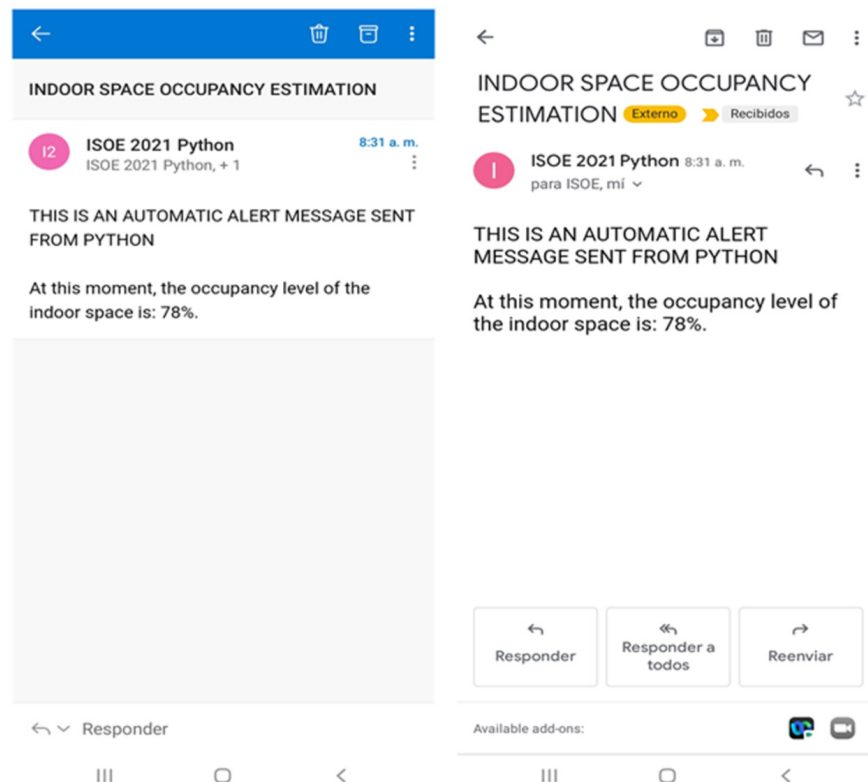 INDOOR SPACE OCCUPANCY ESTIMATION
I2
ISOE 2021 Python
8:31 a. m.
ISOE 2021 Python, + 1
THIS IS AN AUTOMATIC ALERT MESSAGE SENT
FROM PYTHON
At this moment, the occupancy level of the
indoor space is: 78%.
Responder
INDOOR SPACE OCCUPANCY
ESTIMATION Externo Recibidos
I
ISOE 2021 Python 8:31 a. m.
para ISOE, mí
THIS IS AN AUTOMATIC ALERT
MESSAGE SENT FROM PYTHON
At this moment, the occupancy level of
the indoor space is: 78%.
Responder
Responder a
todos
Reenviar
Available add-ons: